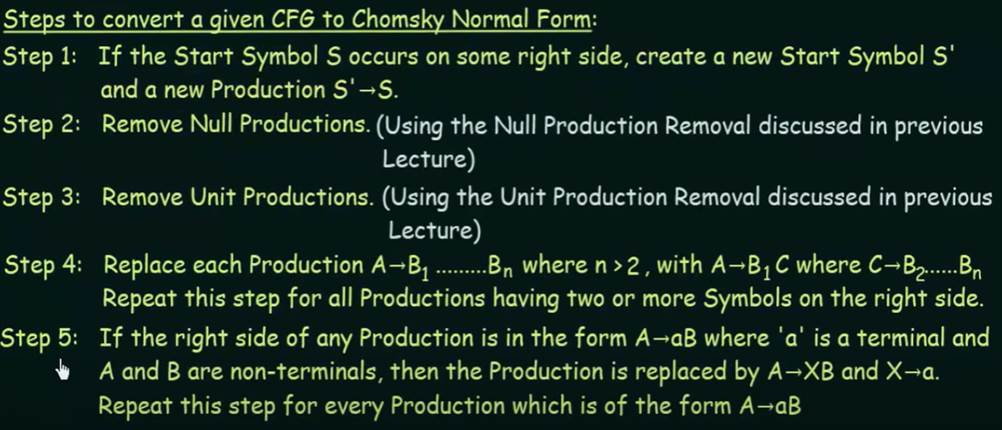 Steps to convert a given CFG to Chomsky Normal Form:
Step 1: If the Start Symbol S occurs on some right side, create a new Start Symbol S'
and a new Production S'→S.
Step 2: Remove Null Productions. (Using the Null Production Removal discussed in previous
Lecture)
Step 3: Remove Unit Productions. (Using the Unit Production Removal discussed in previous
Lecture)
Step 4: Replace each Production A→B₁ .........Bₙ where n > 2, with A→B₁C where C→B₂......Bₙ
Repeat this step for all Productions having two or more Symbols on the right side.
Step 5: If the right side of any Production is in the form A→aB where 'a' is a terminal and
A and B are non-terminals, then the Production is replaced by A→XB and X→a.
Repeat this step for every Production which is of the form A→aB